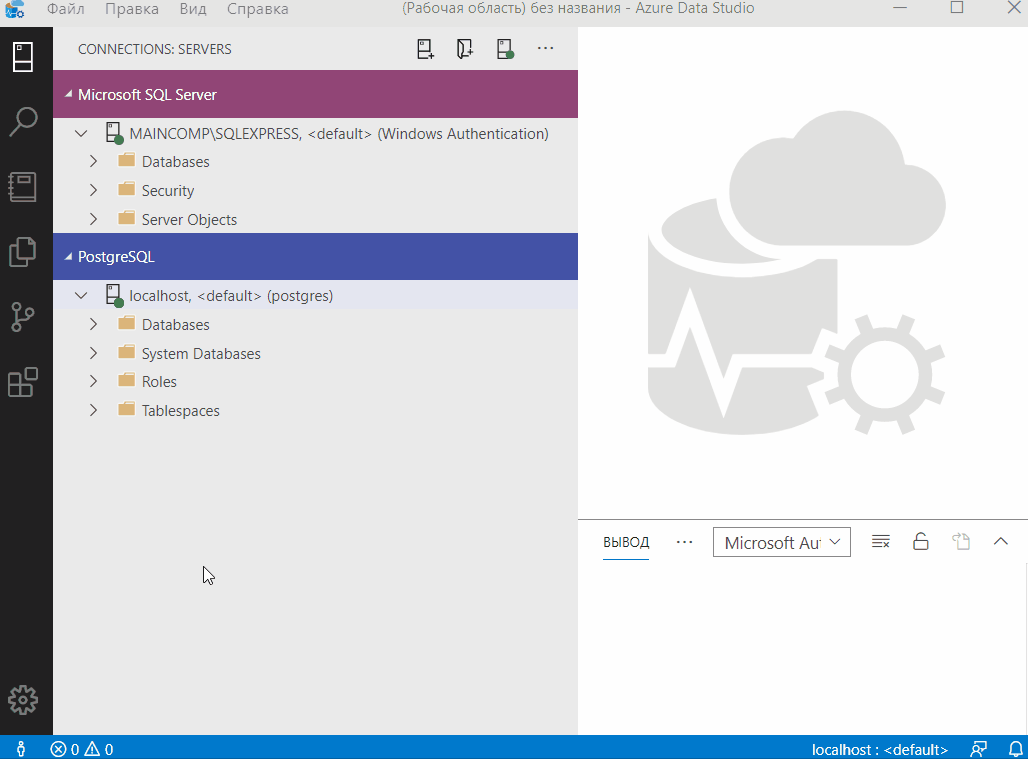 Файл Правка Вид Справка (Рабочая область) без названия - Azure Data Studio
CONNECTIONS: SERVERS
Microsoft SQL Server
MAINCOMP\SQLEXPRESS, <default> (Windows Authentication)
Databases
Security
Server Objects
PostgreSQL
localhost, <default> (postgres)
Databases
System Databases
Roles
Tablespaces
ВЫВОД
Microsoft Au
0 0
localhost : <default>